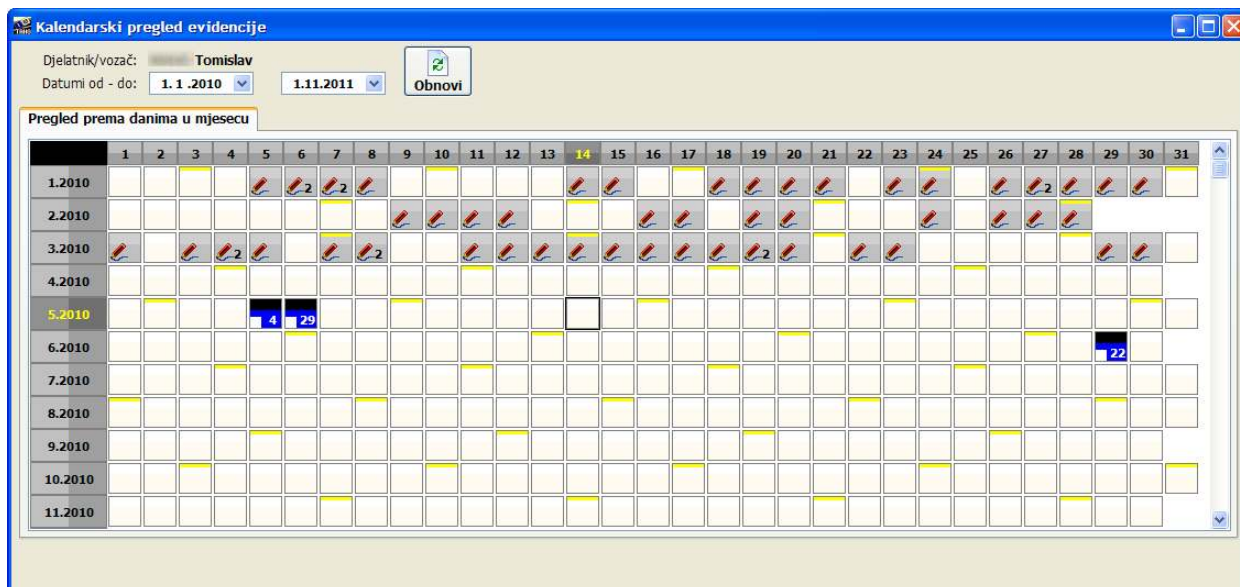 Kalendarski pregled evidencije
Djelatnik/vozač: Tomislav
Datumi od - do: 1. 1 .2010 1.11.2011 Obnovi
Pregled prema danima u mjesecu
1 2 3 4 5 6 7 8 9 10 11 12 13 14 15 16 17 18 19 20 21 22 23 24 25 26 27 28 29 30 31
1.2010 2 2 2
2.2010
3.2010 2 2 2
4.2010
5.2010 4 29
6.2010 22
7.2010
8.2010
9.2010
10.2010
11.2010